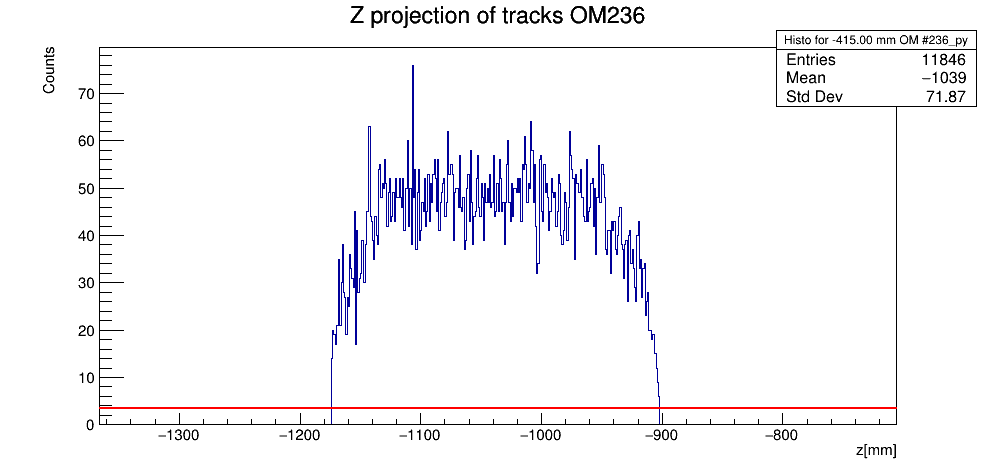 Z projection of tracks OM236
Histo for -415.00 mm OM #236_py
Entries 11846
Mean −1039
Std Dev 71.87
Counts
70
60
50
40
30
20
10
0
−1300 −1200 −1100 −1000 −900 −800
z[mm]